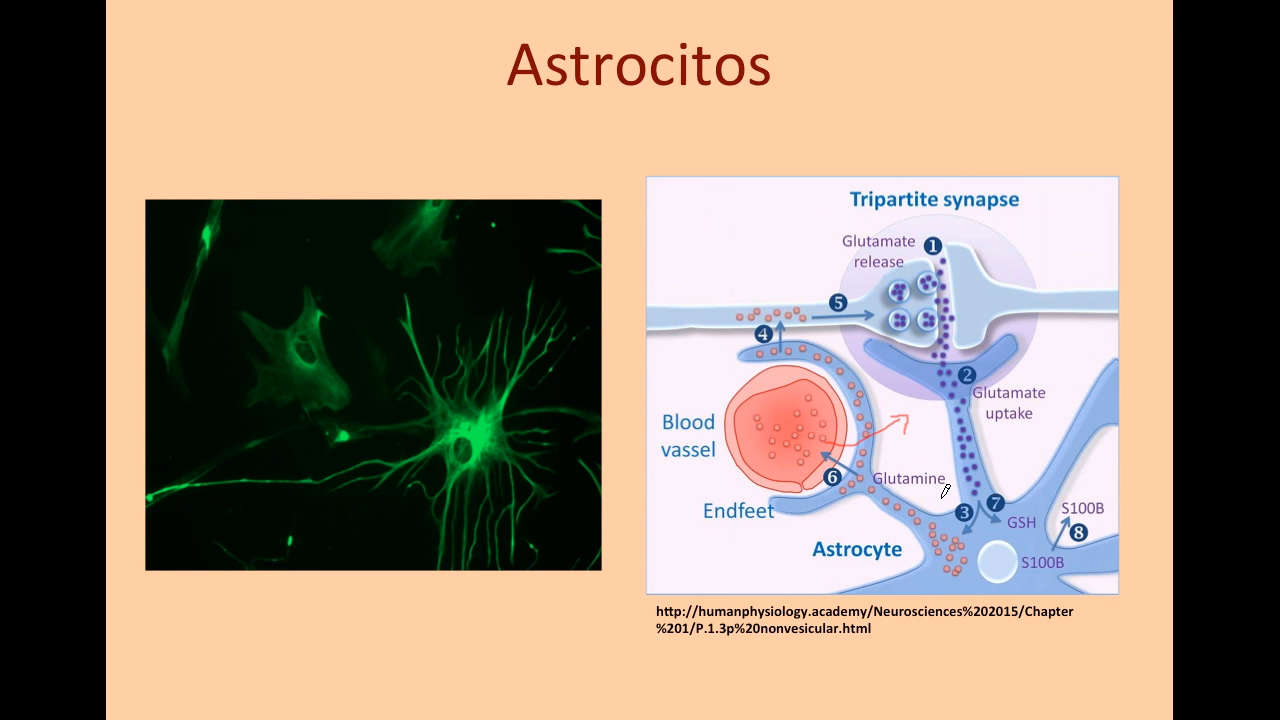 Astrocitos
Tripartite synapse
Glutamate
release
1
5
4
2
Glutamate
uptake
Blood
vassel
6
Glutamine
Endfeet
3
7
GSH
S100B
8
Astrocyte
S100B
http://humanphysiology.academy/Neurosciences%202015/Chapter
%201/P.1.3p%20nonvesicular.html